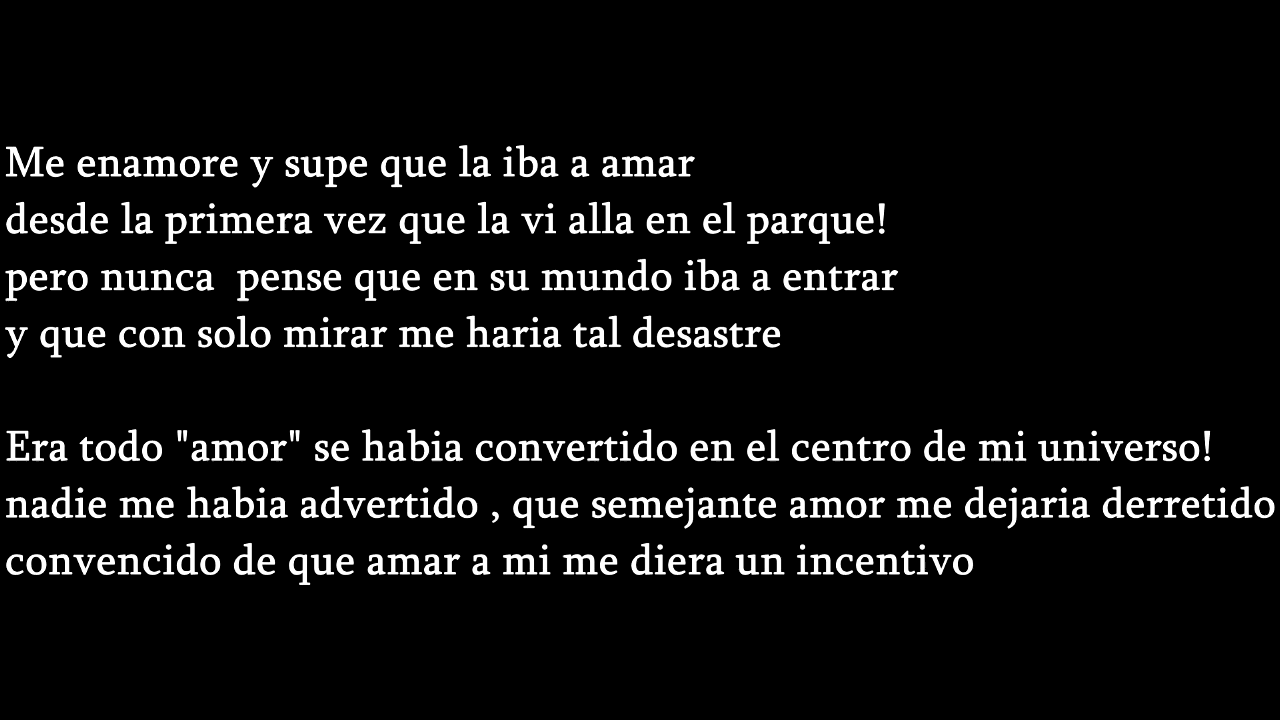 Me enamore y supe que la iba a amar
desde la primera vez que la vi alla en el parque!
pero nunca  pense que en su mundo iba a entrar
y que con solo mirar me haria tal desastre
Era todo "amor" se habia convertido en el centro de mi universo!
nadie me habia advertido , que semejante amor me dejaria derretido
convencido de que amar a mi me diera un incentivo